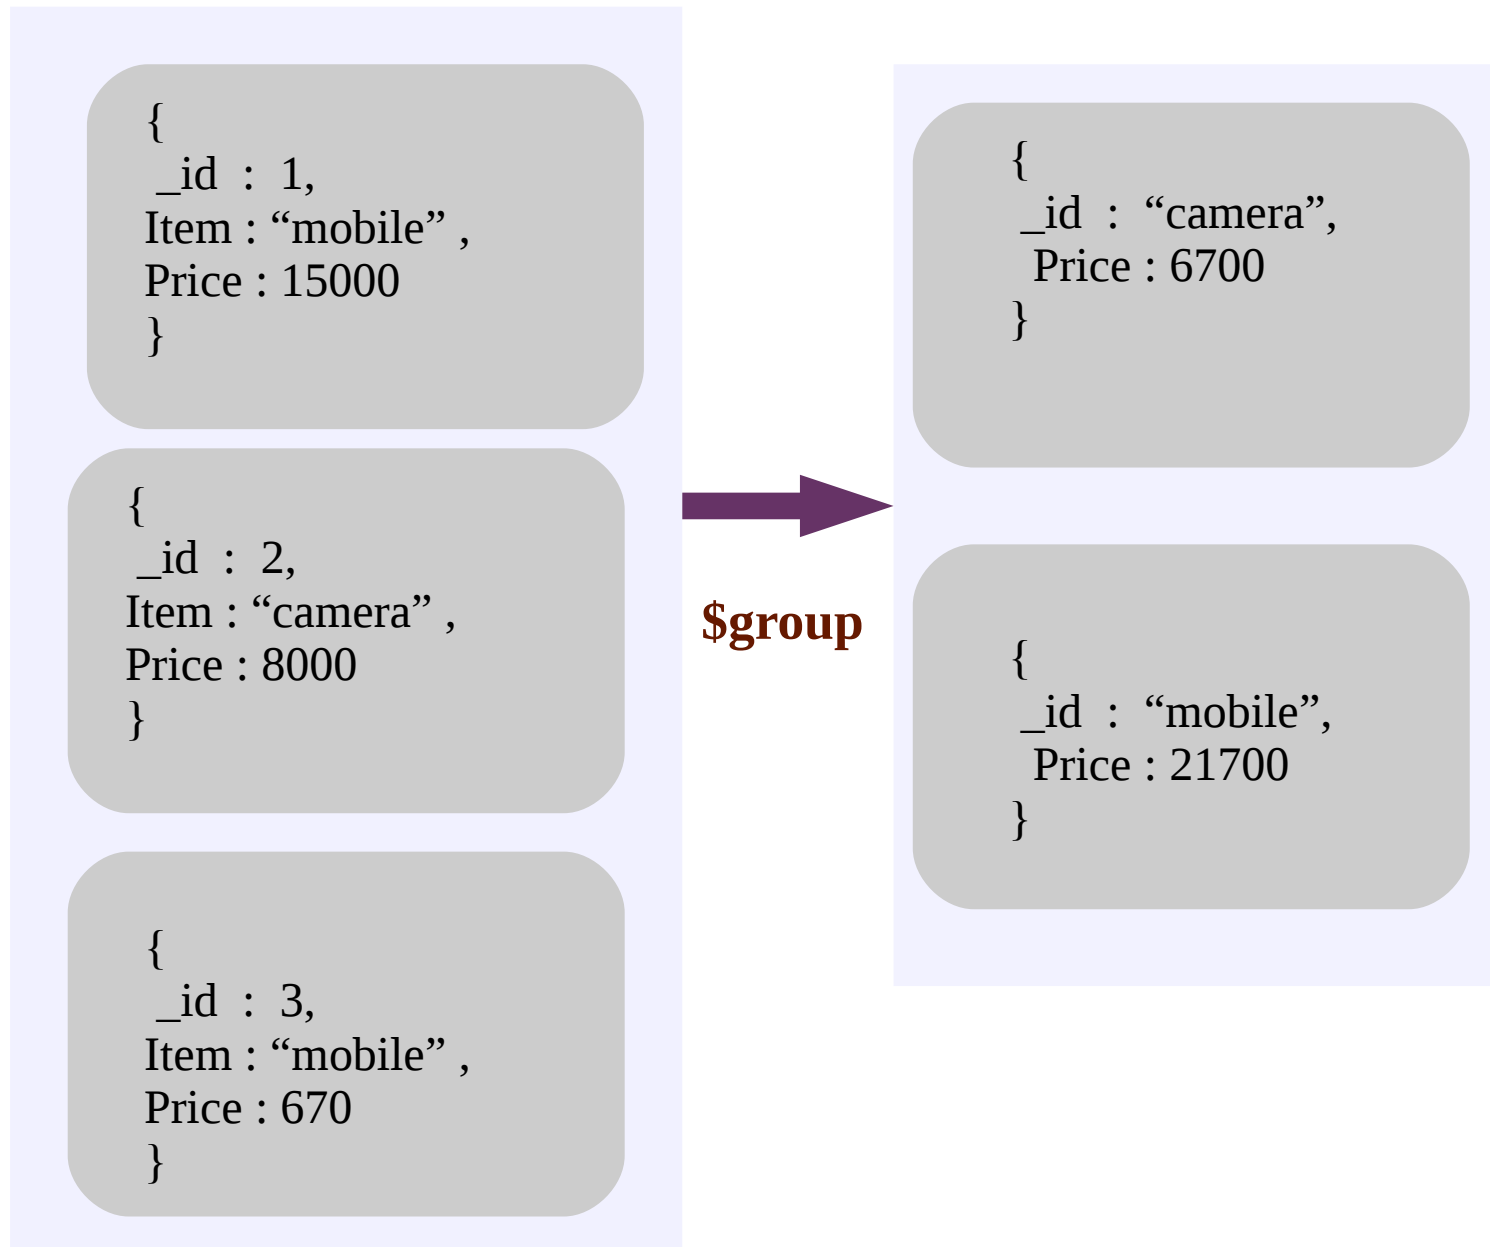 {
_id : 1,
Item : “mobile” ,
Price : 15000
}
{
_id : 2,
Item : “camera” ,
Price : 8000
}
{
_id : 3,
Item : “mobile” ,
Price : 670
}
$group
{
_id : “camera”,
Price : 6700
}
{
_id : “mobile”,
Price : 21700
}